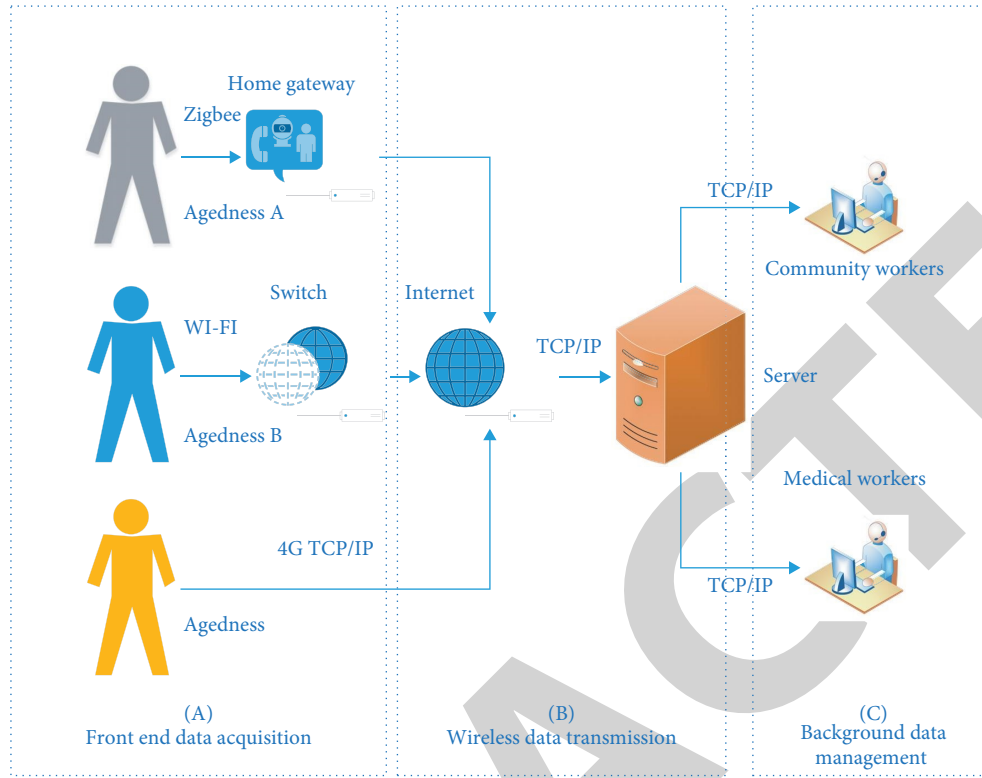 Home gateway
Zigbee
Agedness A
Switch
WI-FI
Agedness B
4G TCP/IP
Agedness
(A)
Front end data acquisition
Internet
TCP/IP
(B)
Wireless data transmission
TCP/IP
Community workers
Server
Medical workers
TCP/IP
(C)
Background data
management